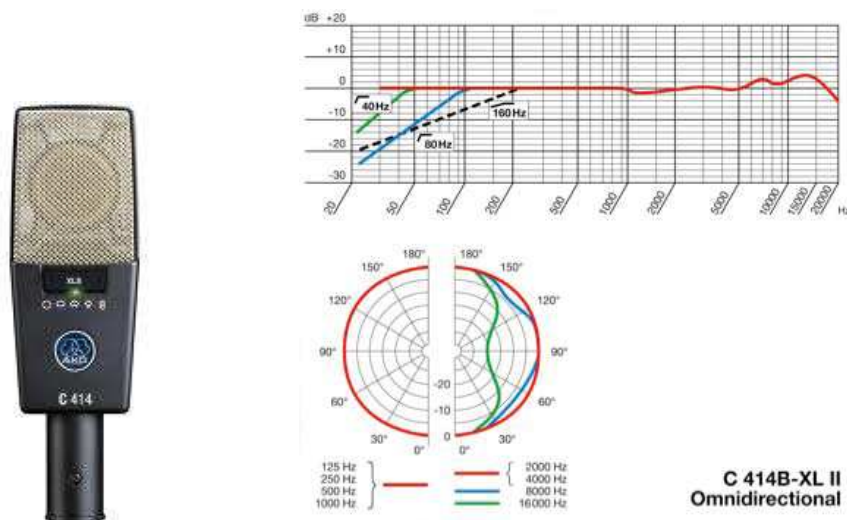 dB +20
+10
0
-10
-20
-30
40 Hz
80 Hz
160 Hz
20 50 100 200 500 1000 2000 5000 10000 15000 20000 Hz
XLII
AKG
C 414
180° 180°
150° 150°
120° 120°
90° 90°
60° 60°
30° 30°
0° 0°
-20
-10
0
125 Hz
250 Hz
500 Hz
1000 Hz
2000 Hz
4000 Hz
8000 Hz
16000 Hz
C 414B-XL II
Omnidirectional